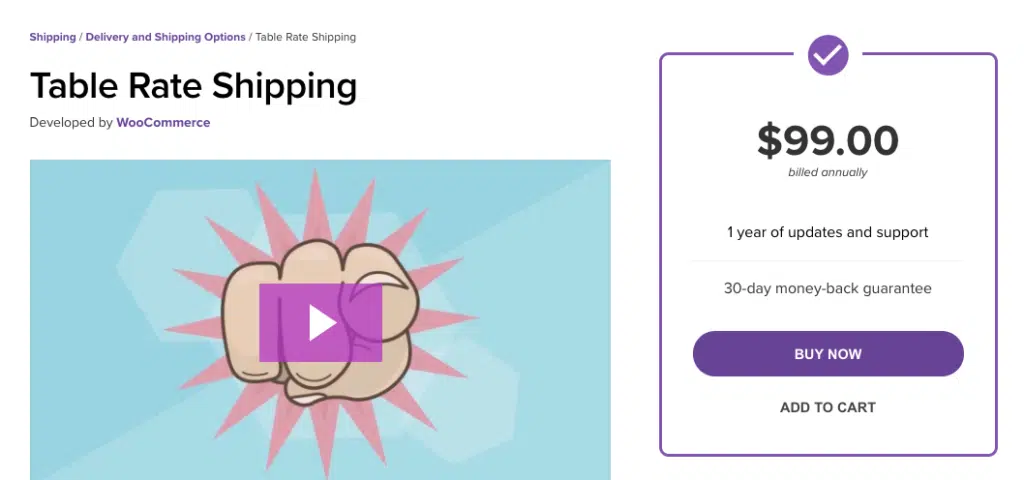 Shipping / Delivery and Shipping Options / Table Rate Shipping
Table Rate Shipping
Developed by WooCommerce
$99.00
billed annually
1 year of updates and support
30-day money-back guarantee
BUY NOW
ADD TO CART